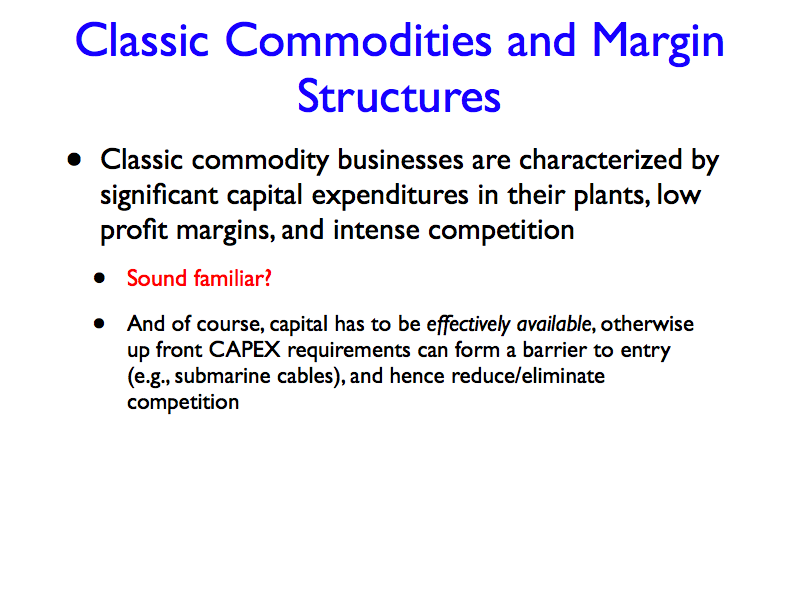 Classic Commodities and Margin
Structures
• Classic commodity businesses are characterized by
significant capital expenditures in their plants, low
profit margins, and intense competition
• Sound familiar?
• And of course, capital has to be effectively available, otherwise
up front CAPEX requirements can form a barrier to entry
(e.g., submarine cables), and hence reduce/eliminate
competition